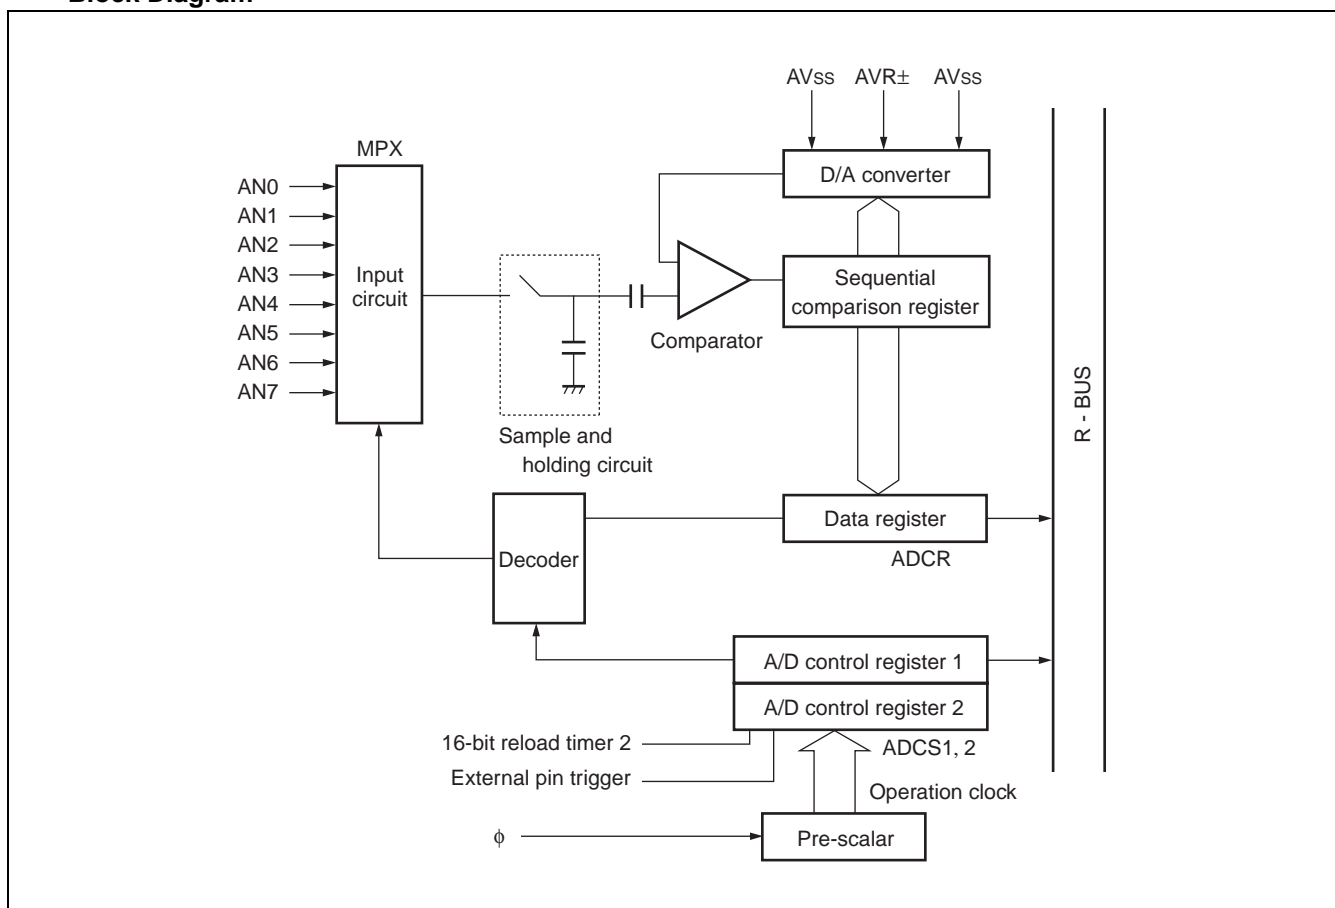 Block Diagram
AVss AVR± AVss
MPX
D/A converter
AN0
AN1
AN2
AN3
AN4
AN5
AN6
AN7
Input
circuit
Sequential
comparison register
Comparator
R - BUS
Sample and
holding circuit
Data register
Decoder
ADCR
A/D control register 1
A/D control register 2
16-bit reload timer 2
ADCS1, 2
External pin trigger
Operation clock
ϕ
Pre-scalar